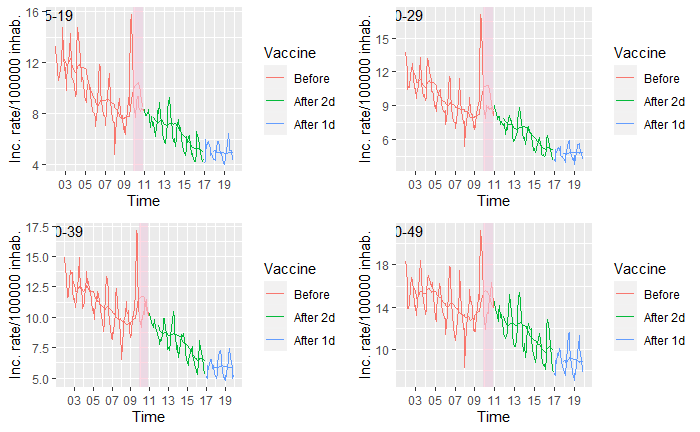 5-19
Inc. rate/100000 inhab.
16
12
8
4
03 05 07 09 11 13 15 17 19
Time
Vaccine
Before
After 2d
After 1d
0-29
Inc. rate/100000 inhab.
15
12
9
6
03 05 07 09 11 13 15 17 19
Time
Vaccine
Before
After 2d
After 1d
0-39
Inc. rate/100000 inhab.
17.5
15.0
12.5
10.0
7.5
5.0
03 05 07 09 11 13 15 17 19
Time
Vaccine
Before
After 2d
After 1d
0-49
Inc. rate/100000 inhab.
18
14
10
03 05 07 09 11 13 15 17 19
Time
Vaccine
Before
After 2d
After 1d